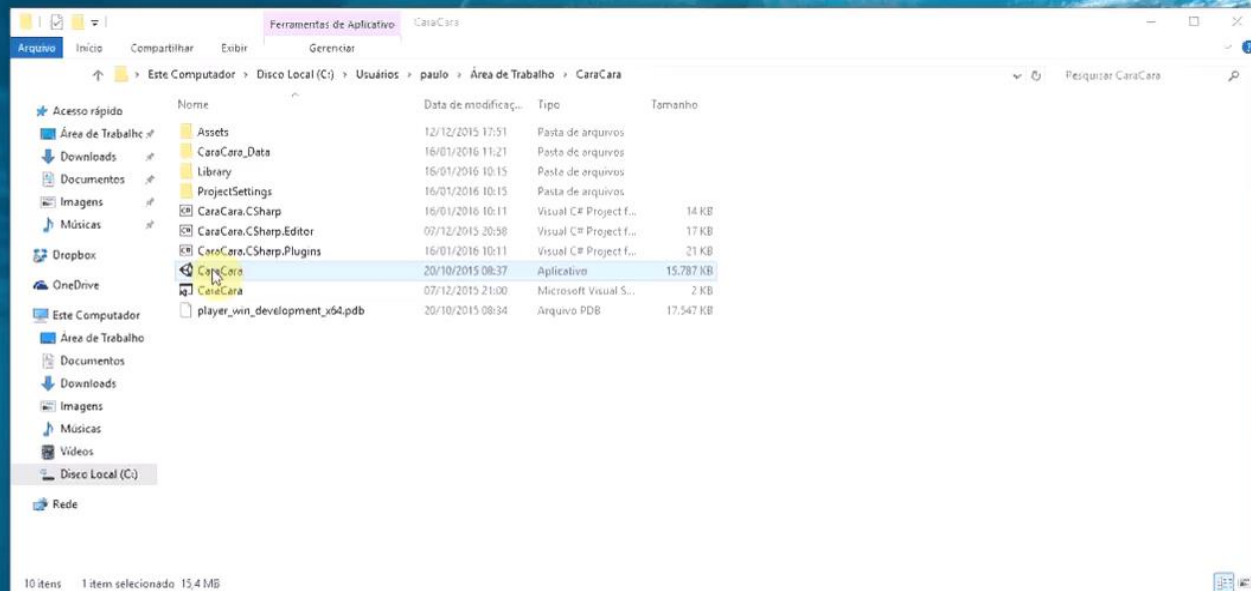 Ferramentas de Aplicativo CaraCara
Arquivo Início Compartilhar Exibir Gerenciar
Este Computador > Disco Local (C:) > Usuários > paulo > Área de Trabalho > CaraCara Pesquisar CaraCara
Nome Data de modificaç... Tipo Tamanho
Acesso rápido
Área de Trabalho
Downloads
Documentos
Imagens
Músicas
Dropbox
OneDrive
Este Computador
Área de Trabalho
Documentos
Downloads
Imagens
Músicas
Vídeos
Disco Local (C:)
Rede
Assets 12/12/2015 17:51 Pasta de arquivos
CaraCara_Data 16/01/2016 11:21 Pasta de arquivos
Library 16/01/2016 10:15 Pasta de arquivos
ProjectSettings 16/01/2016 10:15 Pasta de arquivos
CaraCara.CSharp 16/01/2016 10:11 Visual C# Project f... 14 KB
CaraCara.CSharp.Editor 07/12/2015 20:58 Visual C# Project f... 17 KB
CaraCara.CSharp.Plugins 16/01/2016 10:11 Visual C# Project f... 21 KB
CaraCara 20/10/2015 08:37 Aplicativo 15.787 KB
CaraCara 07/12/2015 21:00 Microsoft Visual S... 2 KB
player_win_development_x64.pdb 20/10/2015 08:34 Arquivo PDB 17.547 KB
10 itens 1 item selecionado 15,4 MB